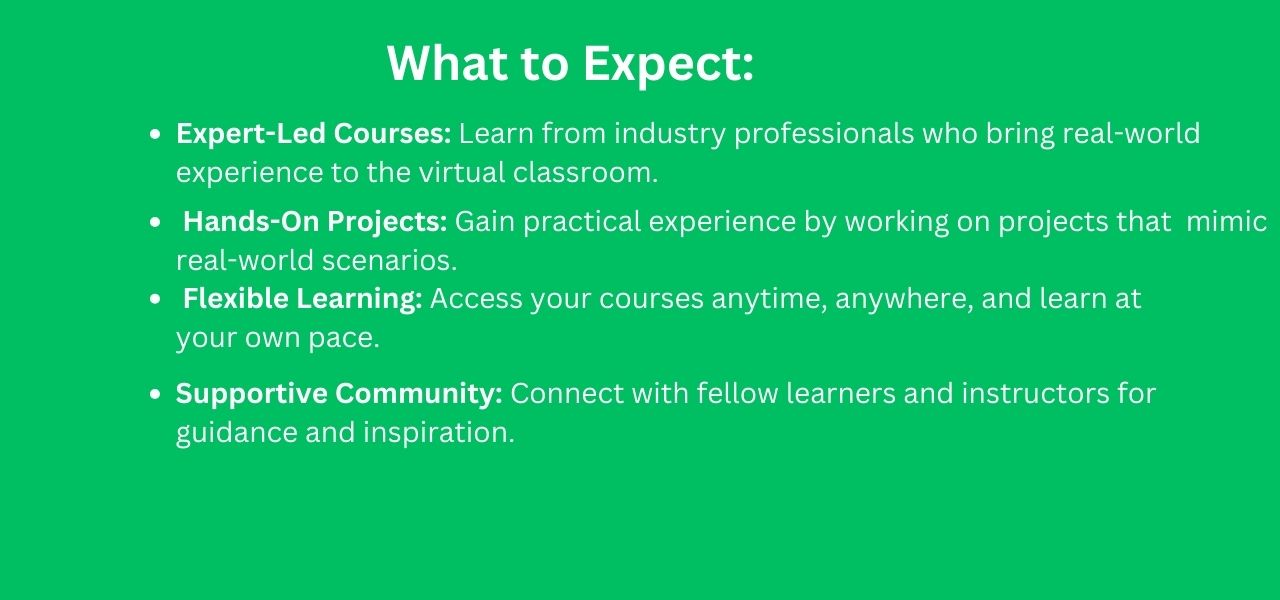 What to Expect:
• Expert-Led Courses: Learn from industry professionals who bring real-world
experience to the virtual classroom.
• Hands-On Projects: Gain practical experience by working on projects that  mimic
real-world scenarios.
• Flexible Learning: Access your courses anytime, anywhere, and learn at
your own pace.
• Supportive Community: Connect with fellow learners and instructors for
guidance and inspiration.